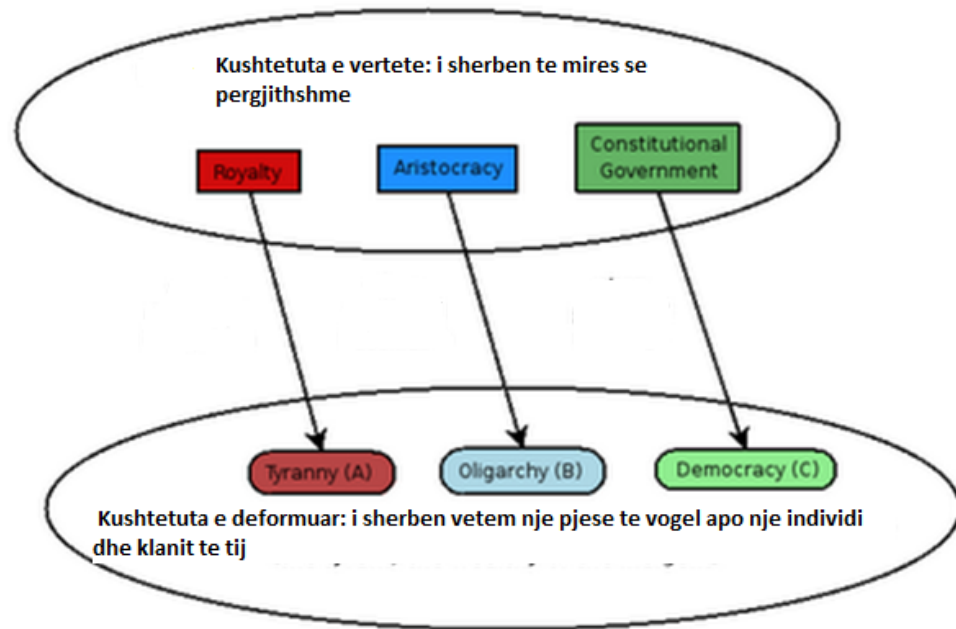 Kushtetuta e vertete: i sherben te mires se
pergjithshme
Royalty
Aristocracy
Constitutional
Government
Tyranny (A)
Oligarchy (B)
Democracy (C)
Kushtetuta e deformuar: i sherben vetem nje pjese te vogel apo nje individi
dhe klanit te tij